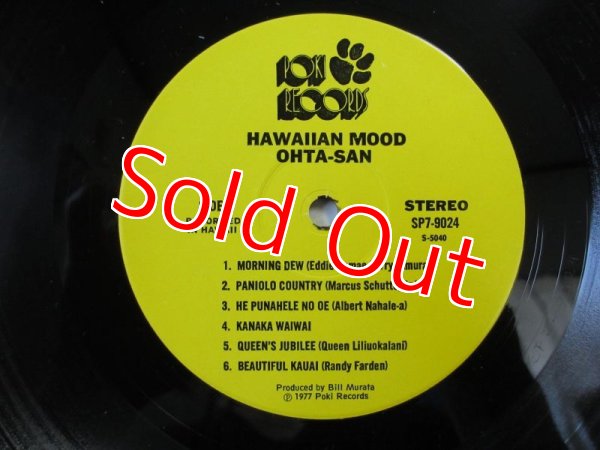 POKI
RECORDS
HAWAIIAN MOOD
OHTA-SAN
STEREO
SP7-9024
IN HAWAII
S-5040
Sold Out
1. MORNING DEW
2. PANIOLO COUNTRY (Marcus
3. HE PUNAHELE NO OE (Albert Nahale-a)
4. KANAKA WAIWAI
5. QUEEN'S JUBILEE (Queen Liliuokalani)
6. BEAUTIFUL KAUAI (Randy Farden)
Produced by Bill Murata
Ⓟ 1977 Poki Records